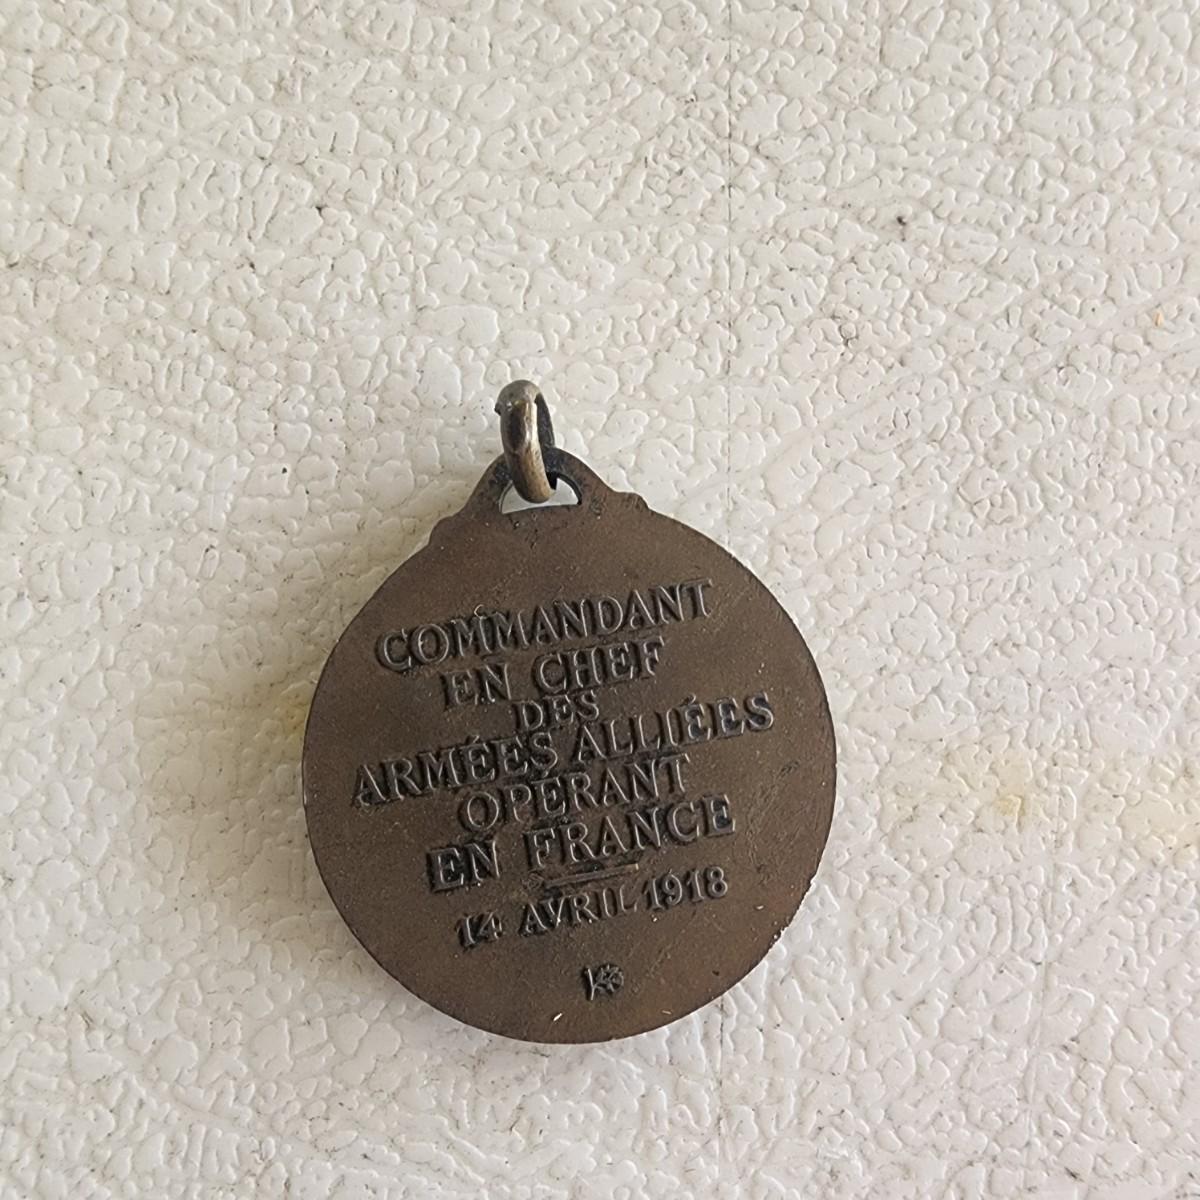 COMMANDANT
EN CHEF
DES
ARMÉES ALLIÉES
OPÉRANT
EN FRANCE
14 AVRIL 1918